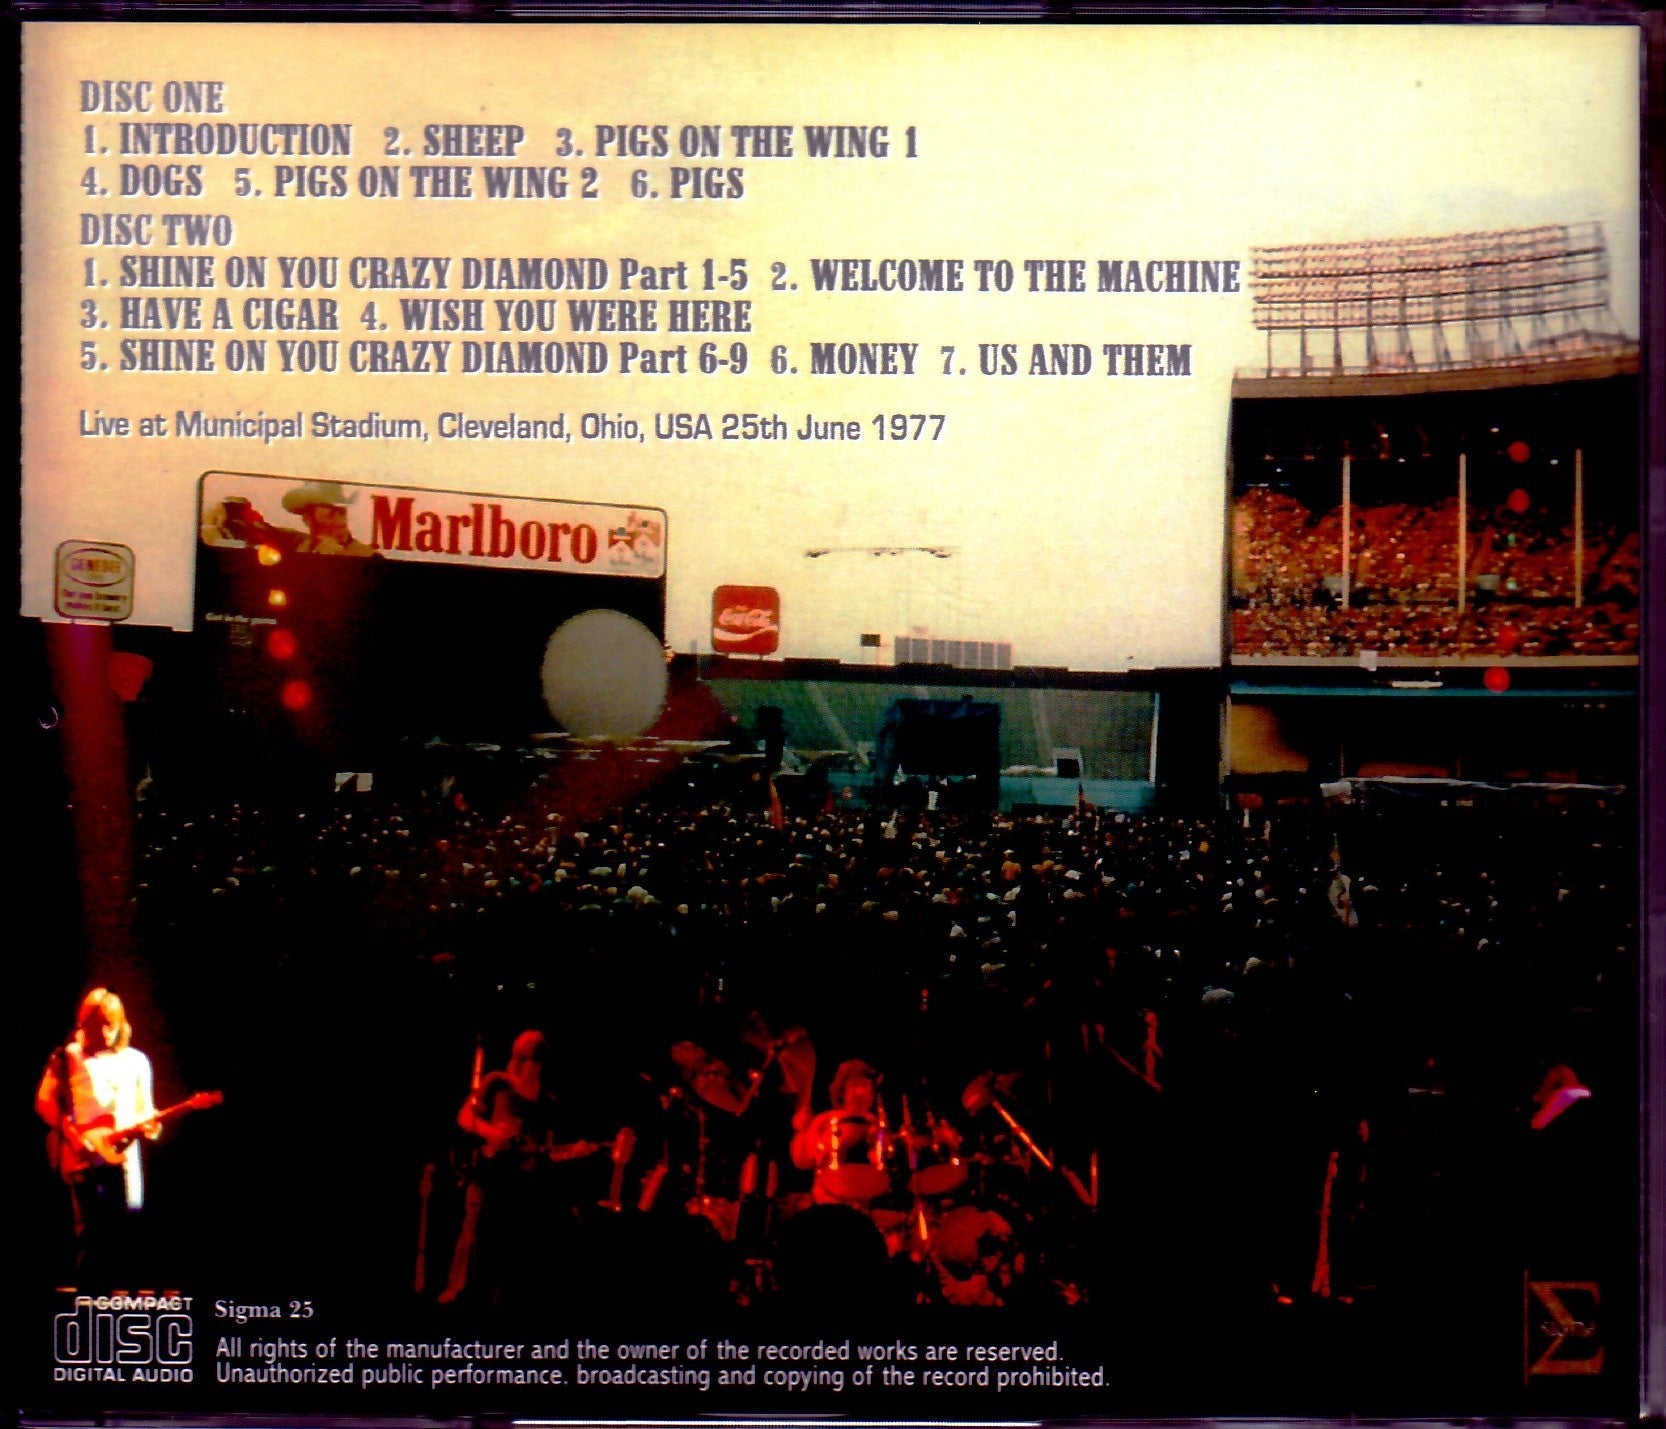 DISC ONE
1. INTRODUCTION 2. SHEEP 3. PIGS ON THE WING 1
4. DOGS 5. PIGS ON THE WING 2 6. PIGS
DISC TWO
1. SHINE ON YOU CRAZY DIAMOND Part 1-5 2. WELCOME TO THE MACHINE
3. HAVE A CIGAR 4. WISH YOU WERE HERE
5. SHINE ON YOU CRAZY DIAMOND Part 6-9 6. MONEY 7. US AND THEM
Live at Municipal Stadium, Cleveland, Ohio, USA 25th June 1977
Marlboro
GENESEE
Coca-Cola
COMPACT
disc
DIGITAL AUDIO
Sigma 25
All rights of the manufacturer and the owner of the recorded works are reserved.
Unauthorized public performance. broadcasting and copying of the record prohibited.
Σ